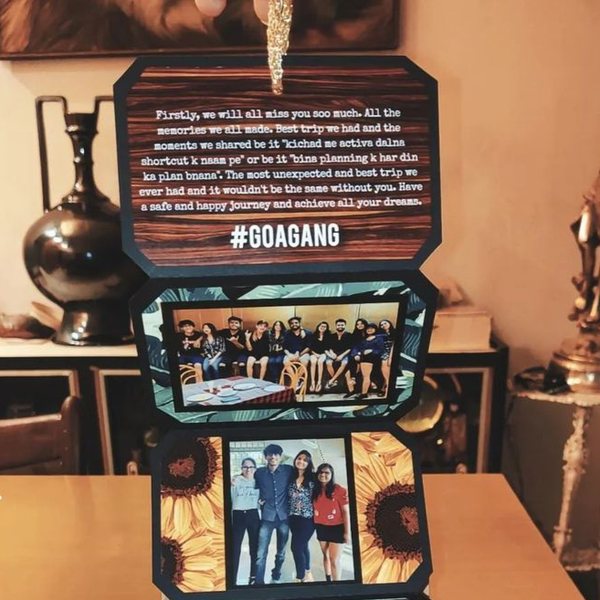 Firstly, we will all miss you soo much. All the
memories we all made. Best trip we had and the
moments we shared be it "kichad me activa dalna
shortcut k naam pe" or be it "bina planning k har din
ka plan bnana". The most unexpected and best trip we
ever had and it wouldn't be the same without you. Have
a safe and happy journey and achieve all your dreams.
#GOAGANG